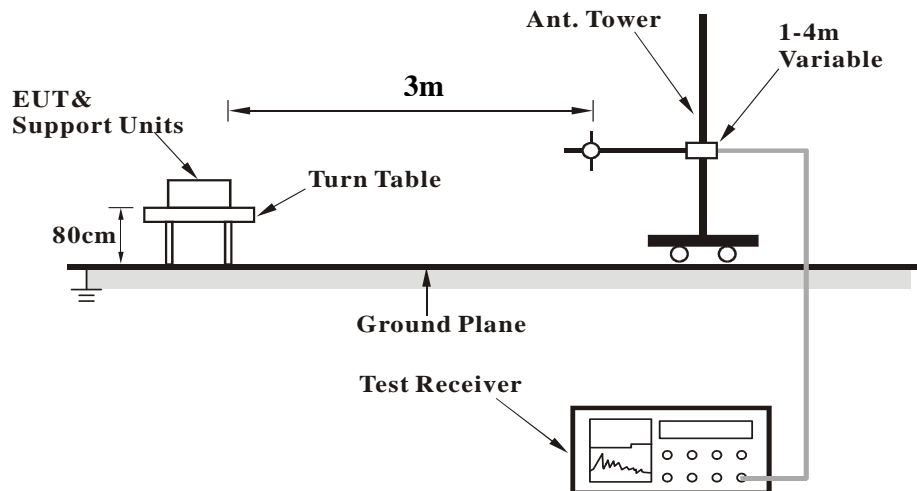 Ant. Tower
1-4m
Variable
3m
EUT&
Support Units
Turn Table
80cm
Ground Plane
Test Receiver